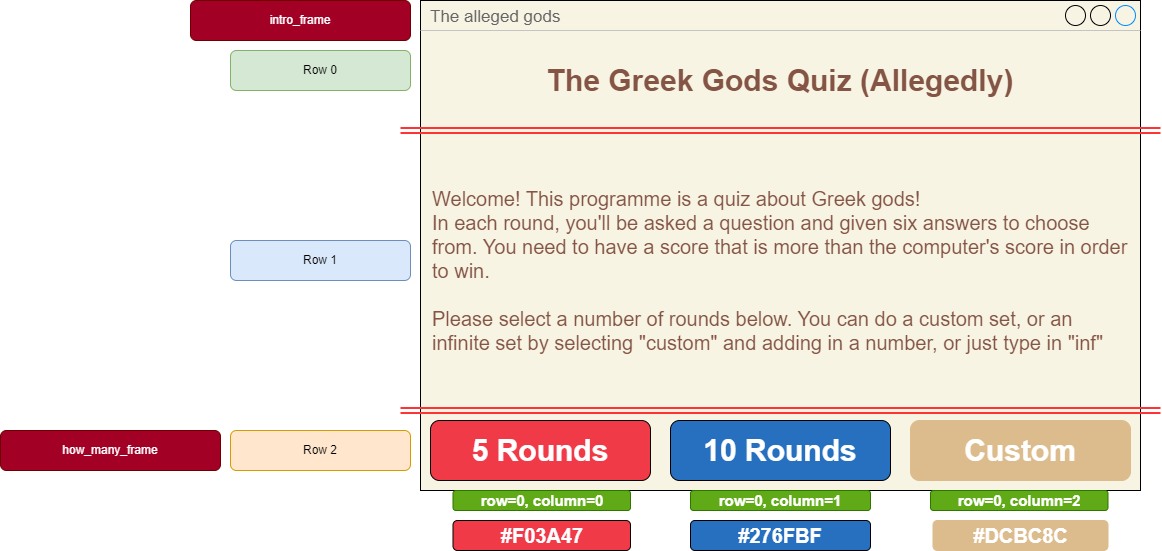 intro_frame
The alleged gods
Row 0
The Greek Gods Quiz (Allegedly)
Welcome! This programme is a quiz about Greek gods!
In each round, you'll be asked a question and given six answers to choose
from. You need to have a score that is more than the computer's score in order
to win.
Row 1
Please select a number of rounds below. You can do a custom set, or an
infinite set by selecting "custom" and adding in a number, or just type in "inf"
how_many_frame
Row 2
5 Rounds
10 Rounds
Custom
row=0, column=0
row=0, column=1
row=0, column=2
#F03A47
#276FBF
#DCBC8C